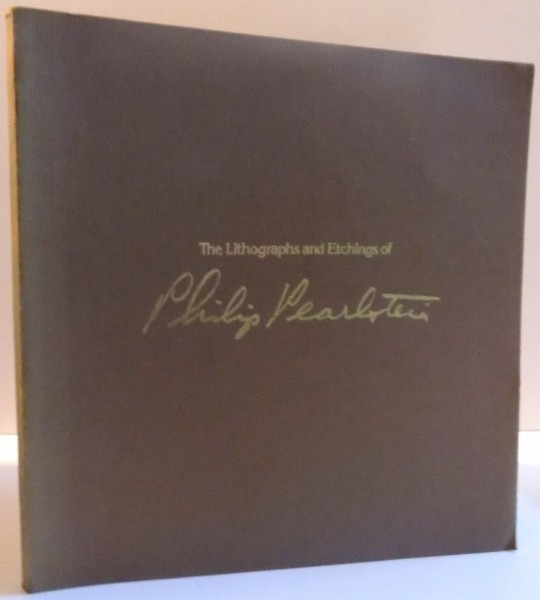 The Lithographs and Etchings of
Philip Pearlstein